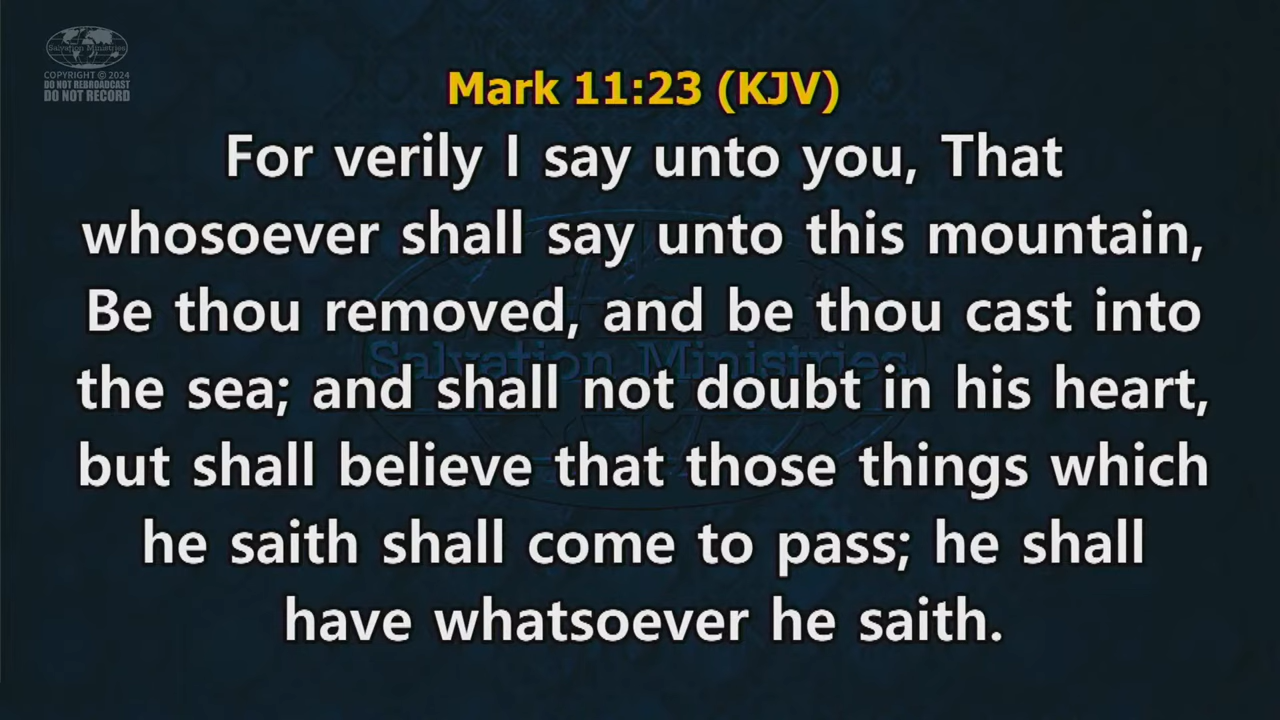 Salvation Ministries
COPYRIGHT © 2024
DO NOT REBROADCAST
DO NOT RECORD
Mark 11:23 (KJV)
For verily I say unto you, That
whosoever shall say unto this mountain,
Be thou removed, and be thou cast into
the sea; and shall not doubt in his heart,
but shall believe that those things which
he saith shall come to pass; he shall
have whatsoever he saith.
Salvation Ministries